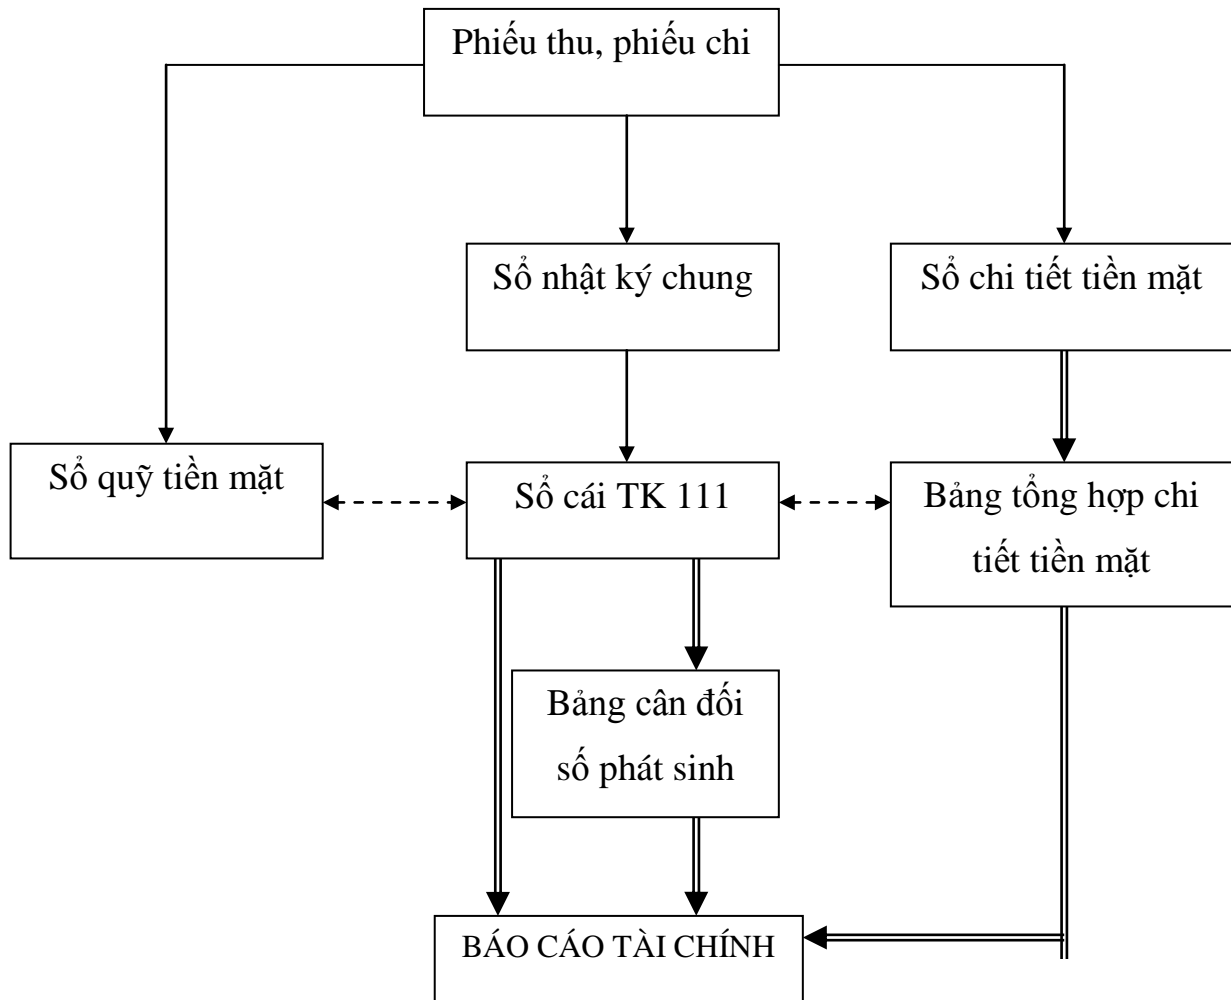 Phiếu thu, phiếu chi
Sổ nhật ký chung
Sổ chi tiết tiền mặt
Sổ quỹ tiền mặt
Sổ cái TK 111
Bảng tổng hợp chi
tiết tiền mặt
Bảng cân đối
số phát sinh
BÁO CÁO TÀI CHÍNH